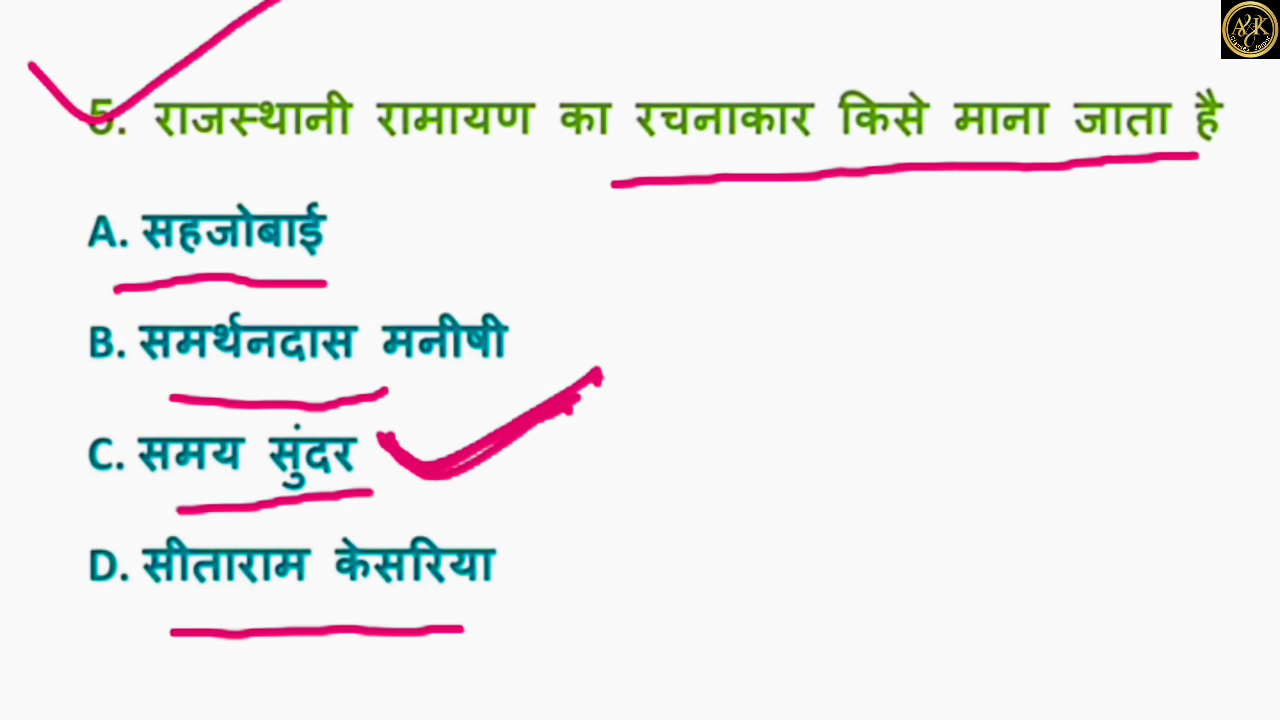 5. राजस्थानी रामायण का रचनाकार किसे माना जाता है
A. सहजोबाई
B. समर्थनदास मनीषी
C. समय सुंदर
D. सीताराम केसरिया